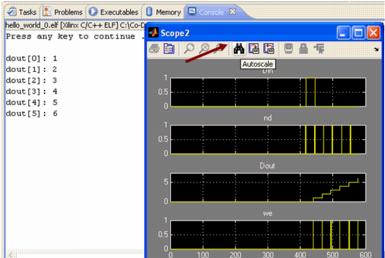 Tasks Problems Executables Memory Console
hello_world_0.elf [Xilinx C/C++ ELF] C:\Co-D
Press any key to continue .
dout[0]: 1
dout[1]: 2
dout[2]: 3
dout[3]: 4
dout[4]: 5
dout[5]: 6
Scope2
Autoscale
Din
1
0.5
0
nd
1
0.5
0
Dout
5
0
we
1
0.5
0
0 100 200 300 400 500 600